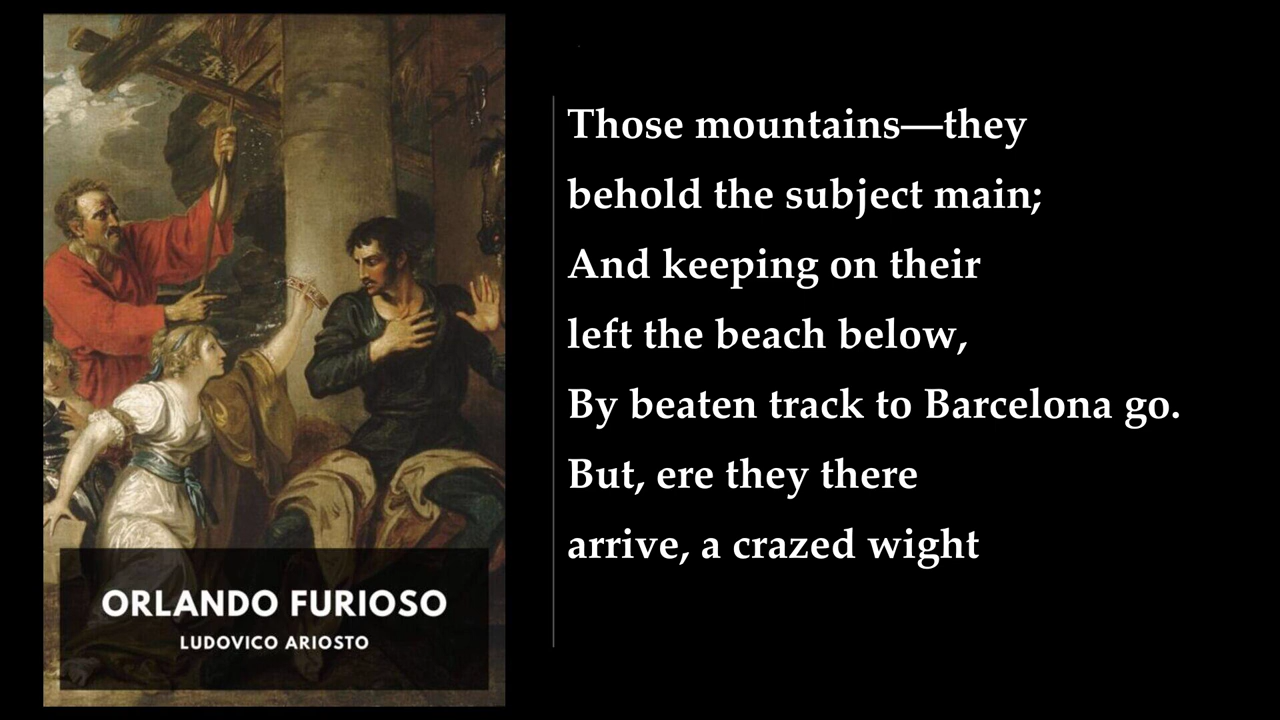 ORLANDO FURIOSO
LUDOVICO ARIOSTO
Those mountains—they
behold the subject main;
And keeping on their
left the beach below,
By beaten track to Barcelona go.
But, ere they there
arrive, a crazed wight